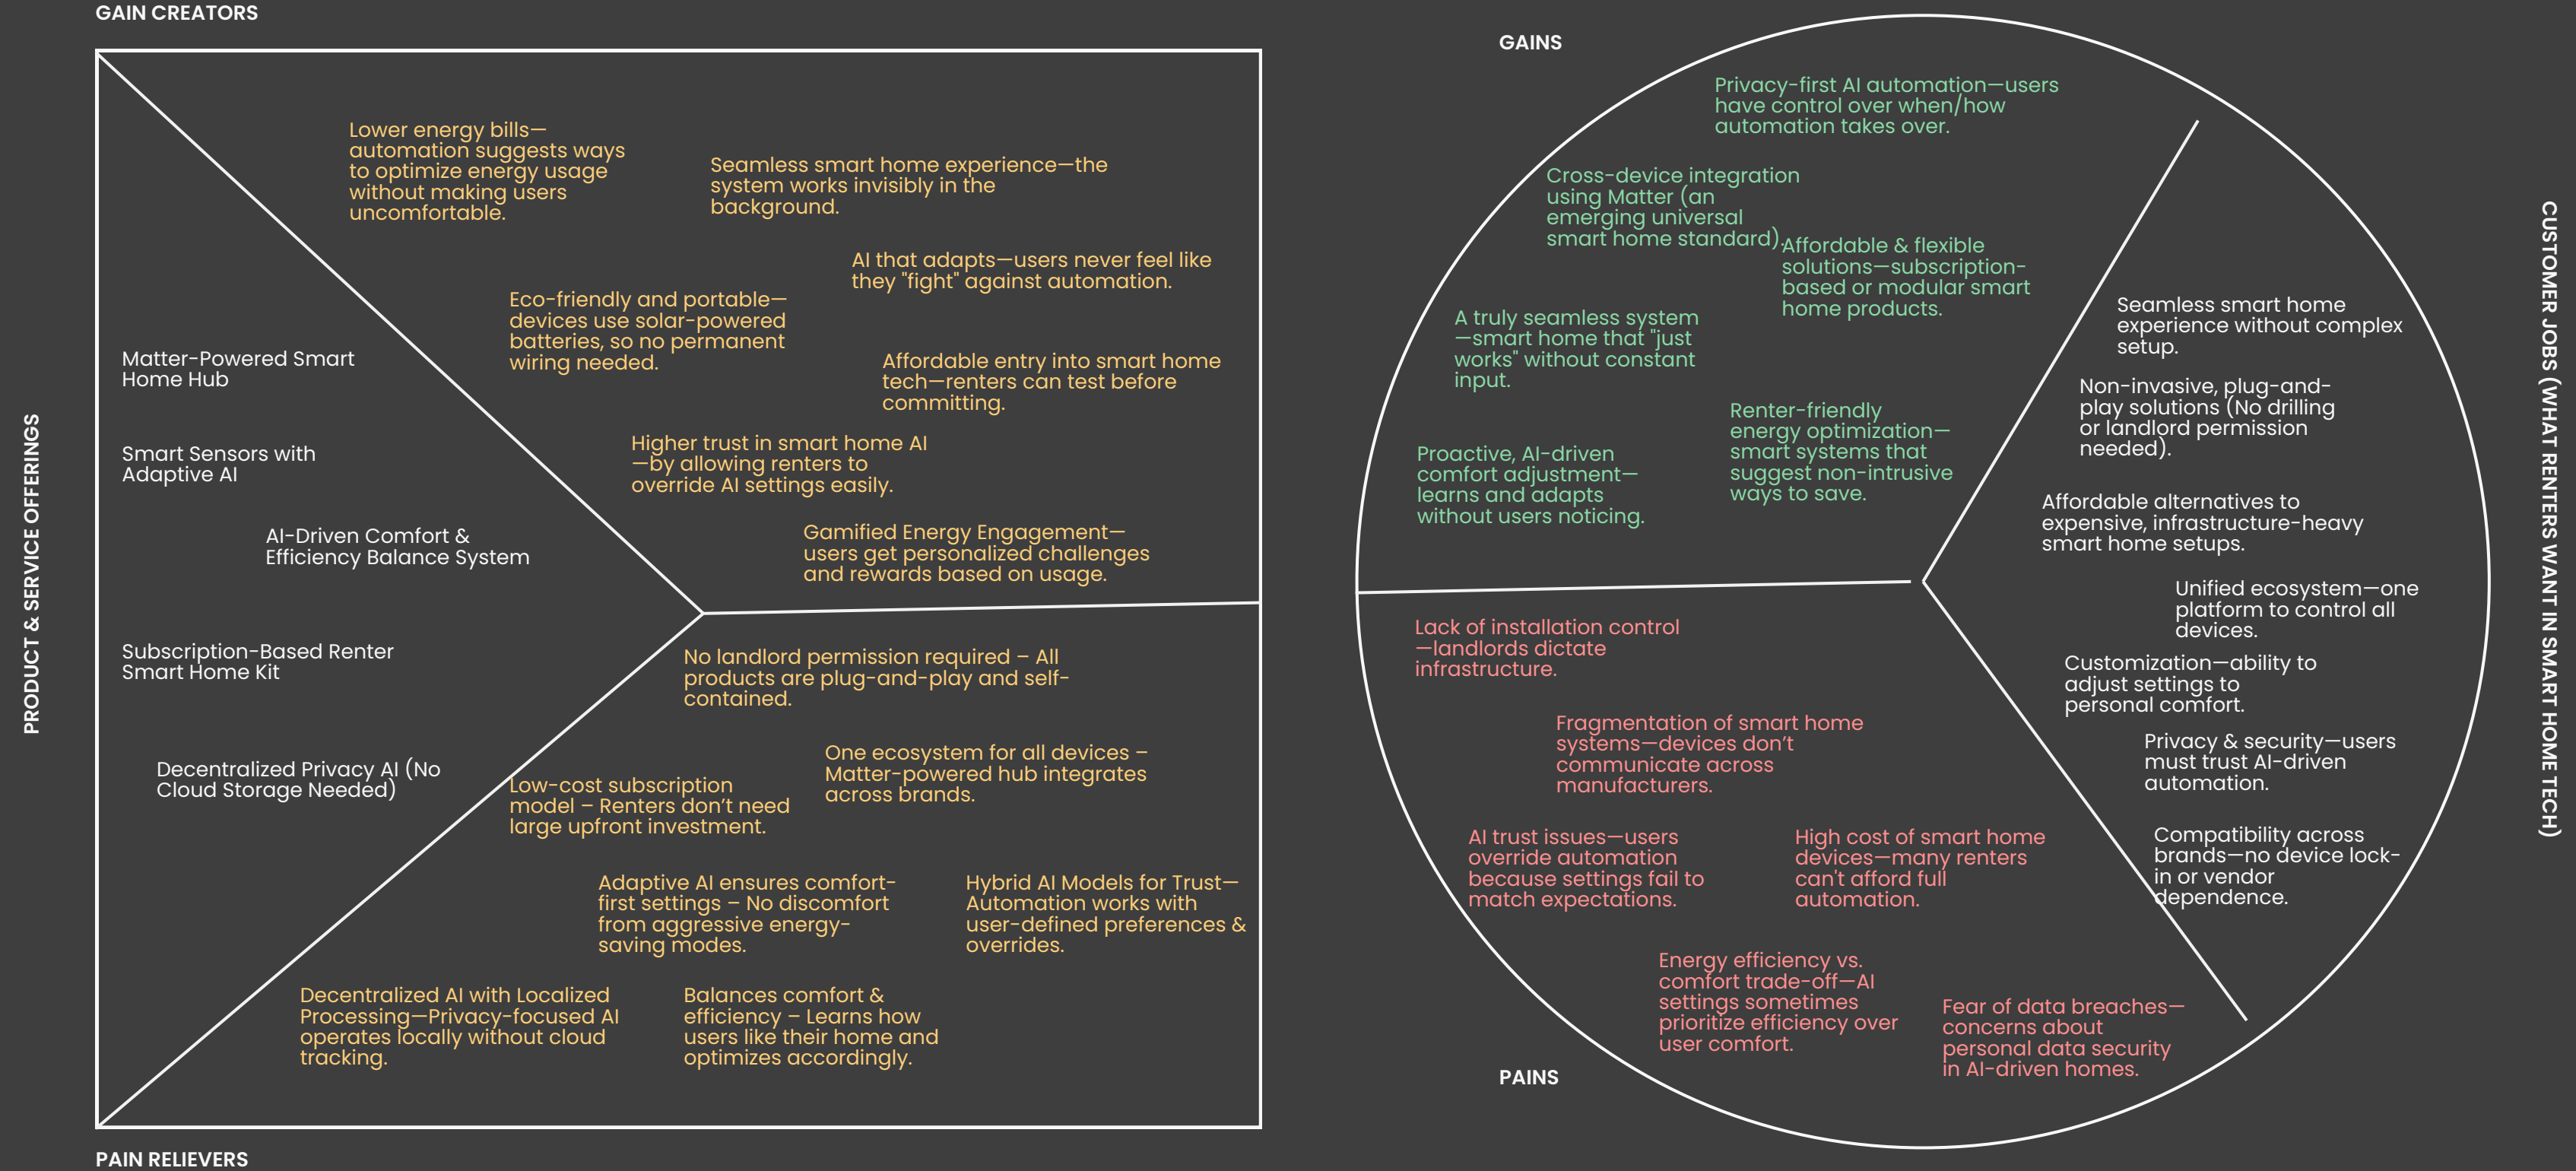 GAIN CREATORS
Lower energy bills—
automation suggests ways
to optimize energy usage
without making users
uncomfortable.
Seamless smart home experience—the
system works invisibly in the
background.
AI that adapts—users never feel like
they "fight" against automation.
Eco-friendly and portable—
devices use solar-powered
batteries, so no permanent
wiring needed.
Affordable entry into smart home
tech—renters can test before
committing.
Higher trust in smart home AI
—by allowing renters to
override AI settings easily.
Gamified Energy Engagement—
users get personalized challenges
and rewards based on usage.
PRODUCT & SERVICE OFFERINGS
Matter-Powered Smart
Home Hub
Smart Sensors with
Adaptive AI
AI-Driven Comfort &
Efficiency Balance System
Subscription-Based Renter
Smart Home Kit
Decentralized Privacy AI (No
Cloud Storage Needed)
No landlord permission required – All
products are plug-and-play and self-
contained.
One ecosystem for all devices –
Matter-powered hub integrates
across brands.
Low-cost subscription
model – Renters don’t need
large upfront investment.
Adaptive AI ensures comfort-
first settings – No discomfort
from aggressive energy-
saving modes.
Hybrid AI Models for Trust—
Automation works with
user-defined preferences &
overrides.
Decentralized AI with Localized
Processing—Privacy-focused AI
operates locally without cloud
tracking.
Balances comfort &
efficiency – Learns how
users like their home and
optimizes accordingly.
PAIN RELIEVERS
GAINS
Privacy-first AI automation—users
have control over when/how
automation takes over.
Cross-device integration
using Matter (an
emerging universal
smart home standard).
Affordable & flexible
solutions—subscription-
based or modular smart
home products.
A truly seamless system
—smart home that "just
works" without constant
input.
Renter-friendly
energy optimization—
smart systems that
suggest non-intrusive
ways to save.
Proactive, AI-driven
comfort adjustment—
learns and adapts
without users noticing.
Lack of installation control
—landlords dictate
infrastructure.
Fragmentation of smart home
systems—devices don’t
communicate across
manufacturers.
AI trust issues—users
override automation
because settings fail to
match expectations.
High cost of smart home
devices—many renters
can't afford full
automation.
Energy efficiency vs.
comfort trade-off—AI
settings sometimes
prioritize efficiency over
user comfort.
Fear of data breaches—
concerns about
personal data security
in AI-driven homes.
PAINS
Seamless smart home
experience without complex
setup.
Non-invasive, plug-and-
play solutions (No drilling
or landlord permission
needed).
Affordable alternatives to
expensive, infrastructure-heavy
smart home setups.
Unified ecosystem—one
platform to control all
devices.
Customization—ability to
adjust settings to
personal comfort.
Privacy & security—users
must trust AI-driven
automation.
Compatibility across
brands—no device lock-
in or vendor
dependence.
CUSTOMER JOBS (WHAT RENTERS WANT IN SMART HOME TECH)